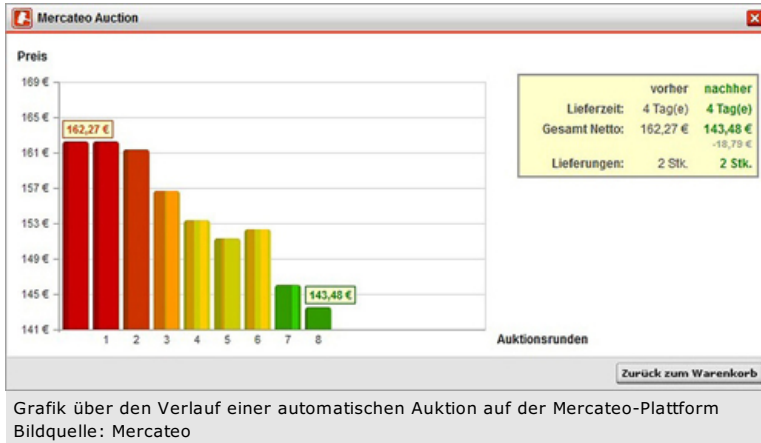 Mercateo Auction
Preis
169 €
165 €
161 €
157 €
153 €
149 €
145 €
141 €
162,27 €
143,48 €
1 2 3 4 5 6 7 8
Auktionsrunden
vorher nachher
Lieferzeit: 4 Tag(e) 4 Tag(e)
Gesamt Netto: 162,27 € 143,48 €
-18,79 €
Lieferungen: 2 Stk. 2 Stk.
Zurück zum Warenkorb
Grafik über den Verlauf einer automatischen Auktion auf der Mercateo-Plattform
Bildquelle: Mercateo